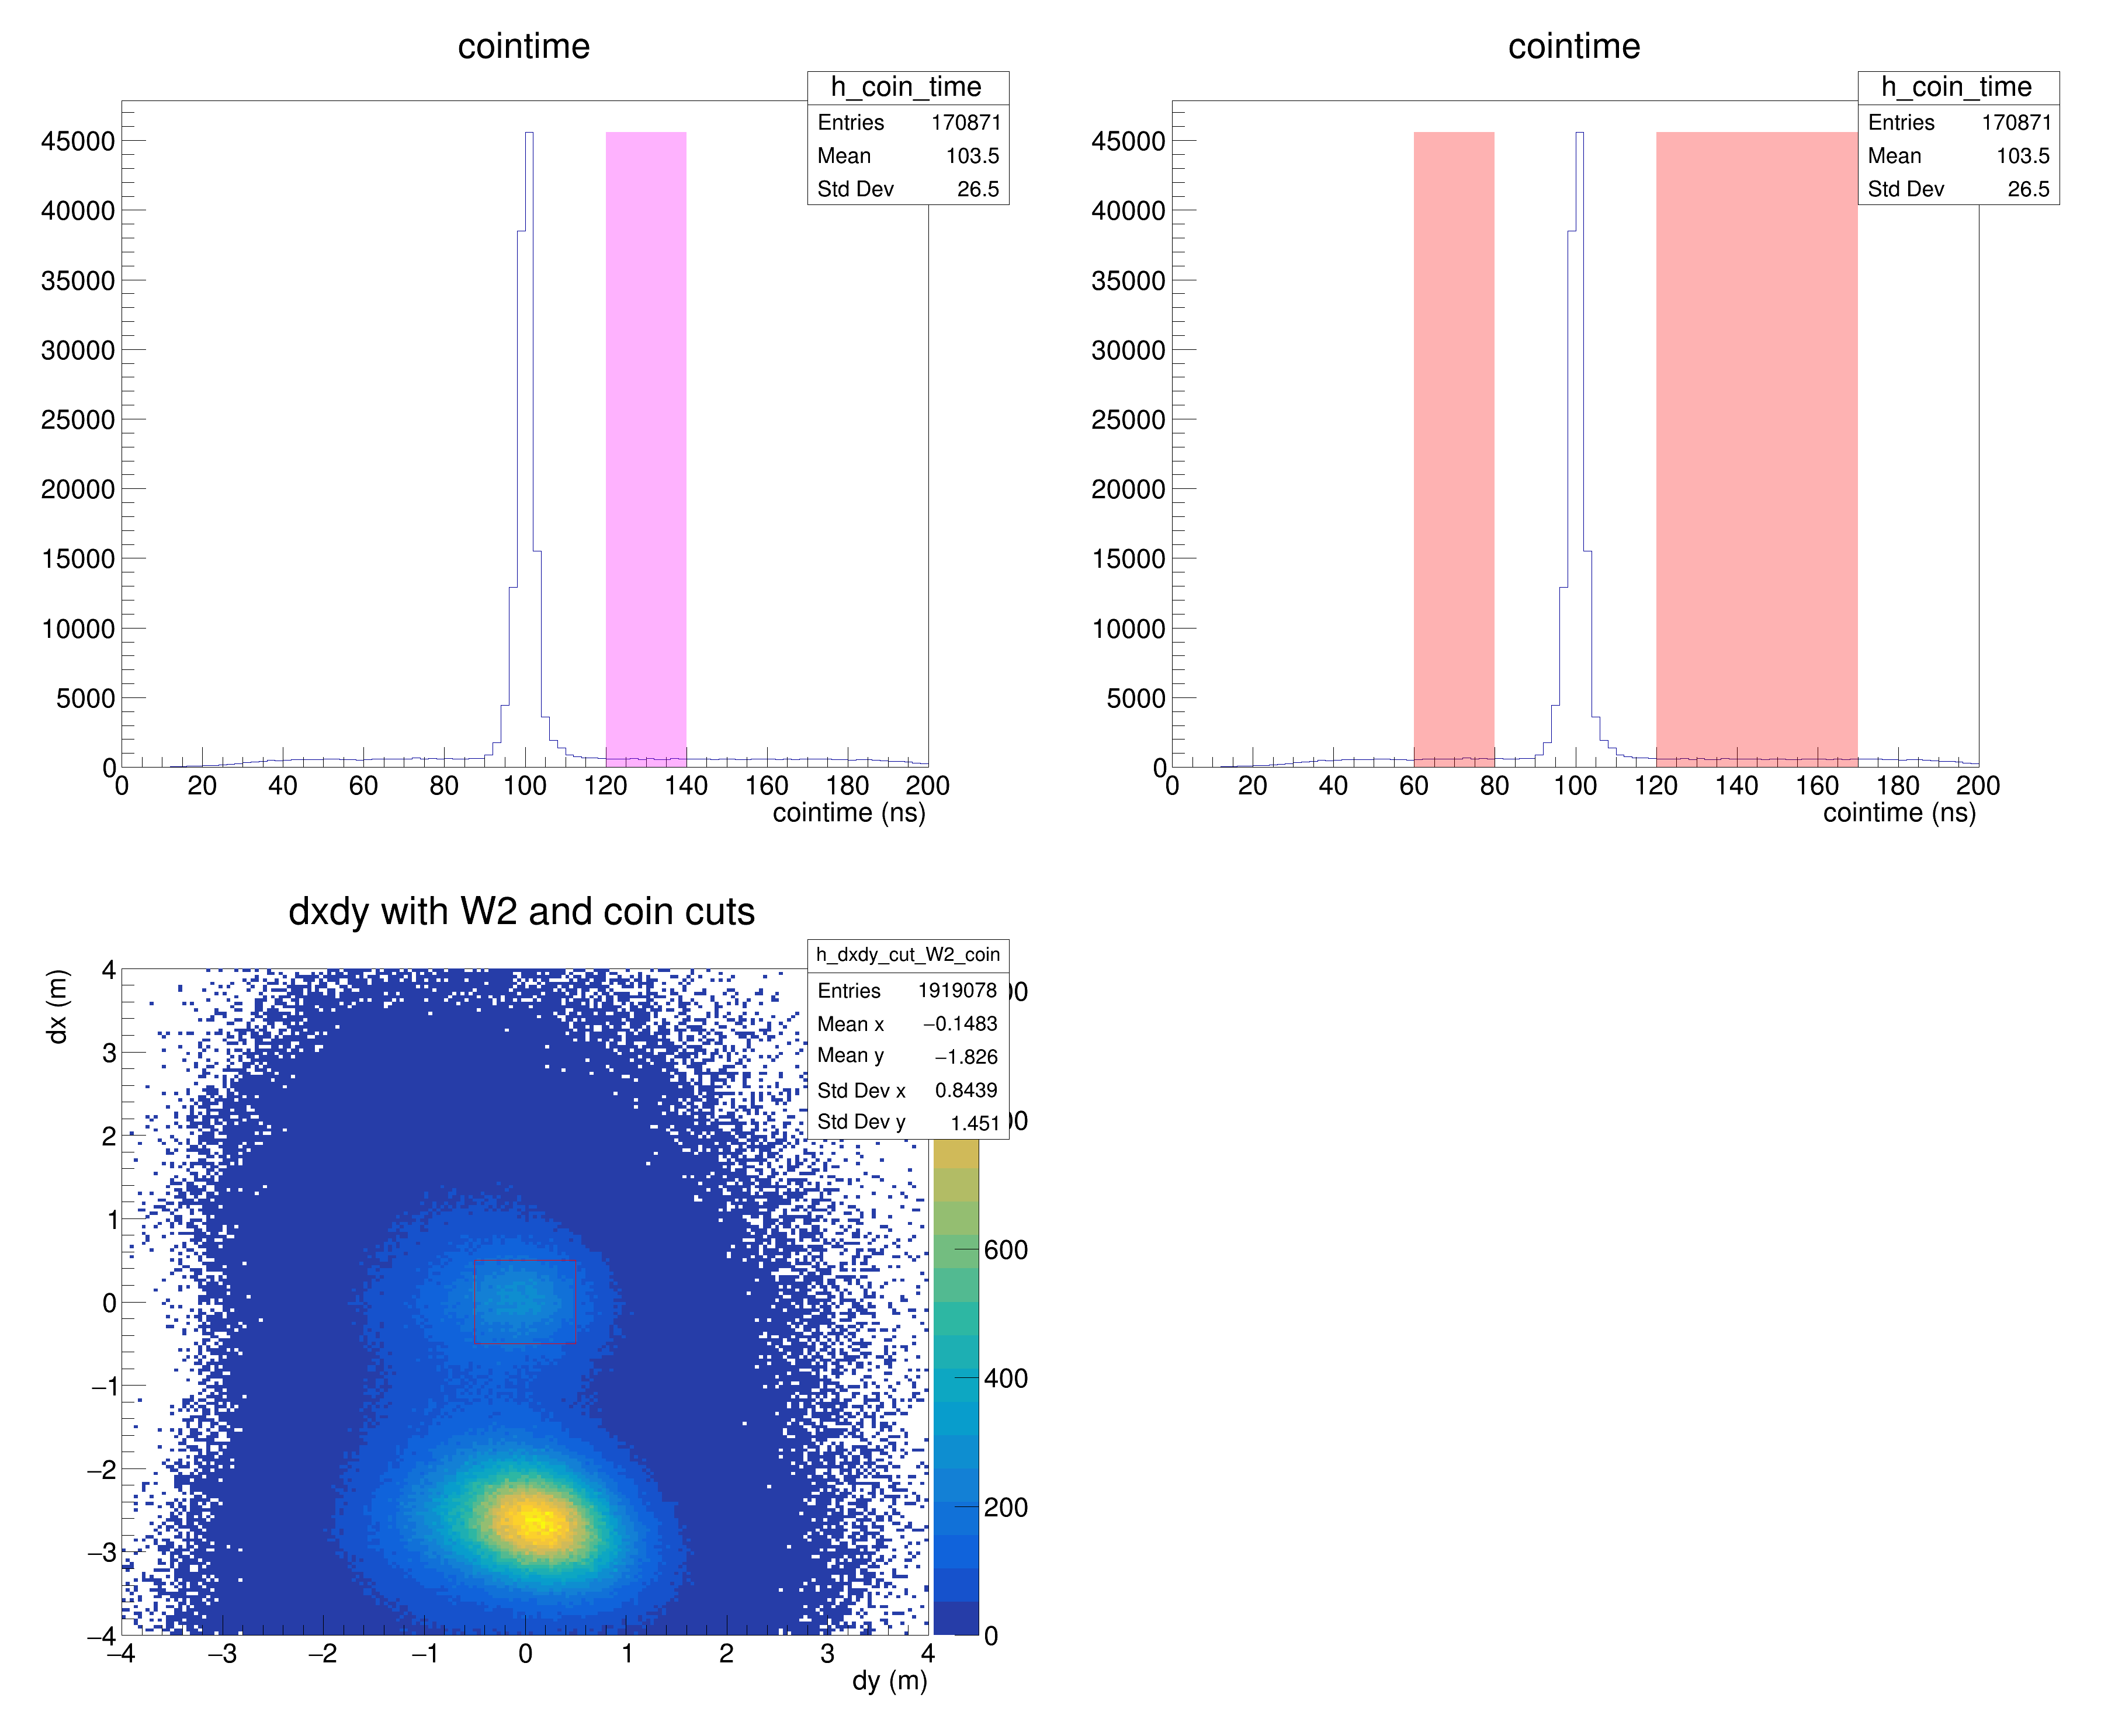 cointime
h_coin_time
Entries 170871
Mean 103.5
Std Dev 26.5
45000
40000
35000
30000
25000
20000
15000
10000
5000
0
0 20 40 60 80 100 120 140 160 180 200
cointime (ns)
cointime
h_coin_time
Entries 170871
Mean 103.5
Std Dev 26.5
45000
40000
35000
30000
25000
20000
15000
10000
5000
0
0 20 40 60 80 100 120 140 160 180 200
cointime (ns)
dxdy with W2 and coin cuts
h_dxdy_cut_W2_coin
Entries 1919078
Mean x −0.1483
Mean y −1.826
Std Dev x 0.8439
Std Dev y 1.451
dx (m)
4
3
2
1
0
−1
−2
−3
−4
−4 −3 −2 −1 0 1 2 3 4
dy (m)
600
400
200
0